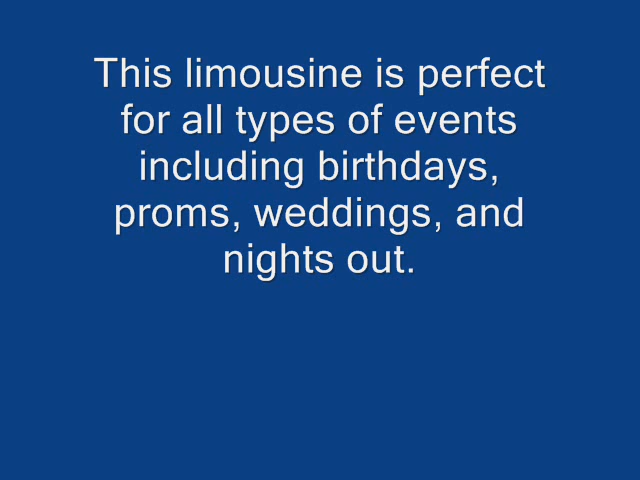 This limousine is perfect
for all types of events
including birthdays,
proms, weddings, and
nights out.